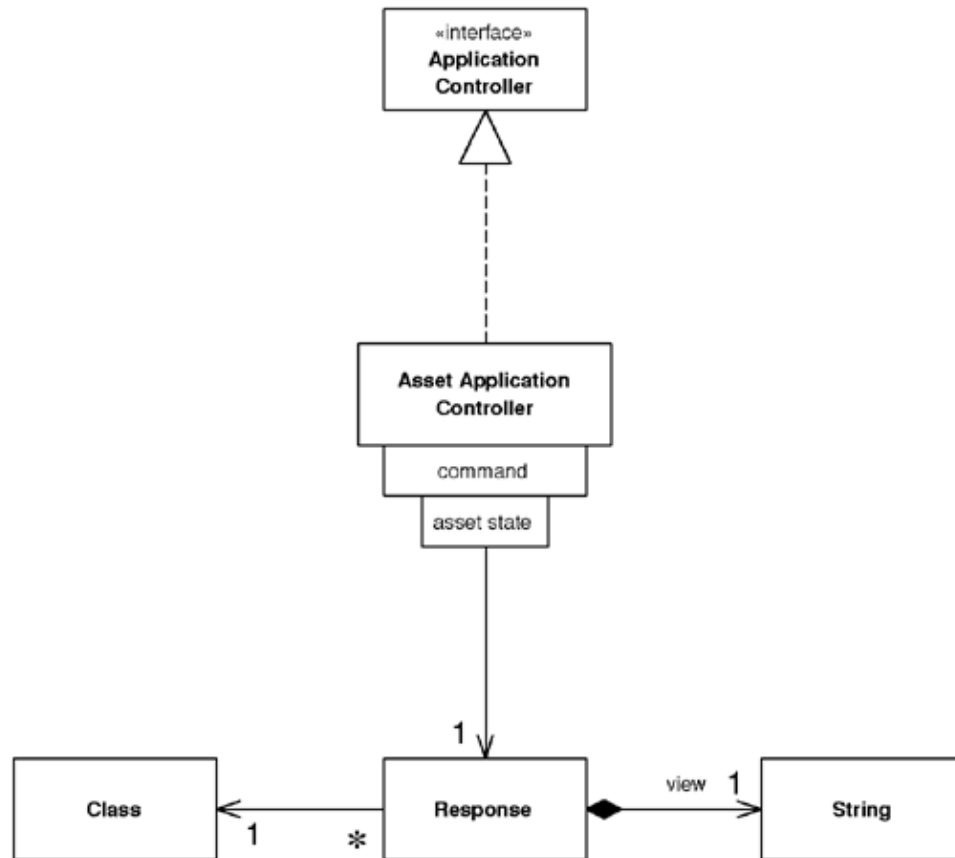 «interface»
Application
Controller
Asset Application
Controller
command
asset state
1
Class
1
*
Response
view
1
String